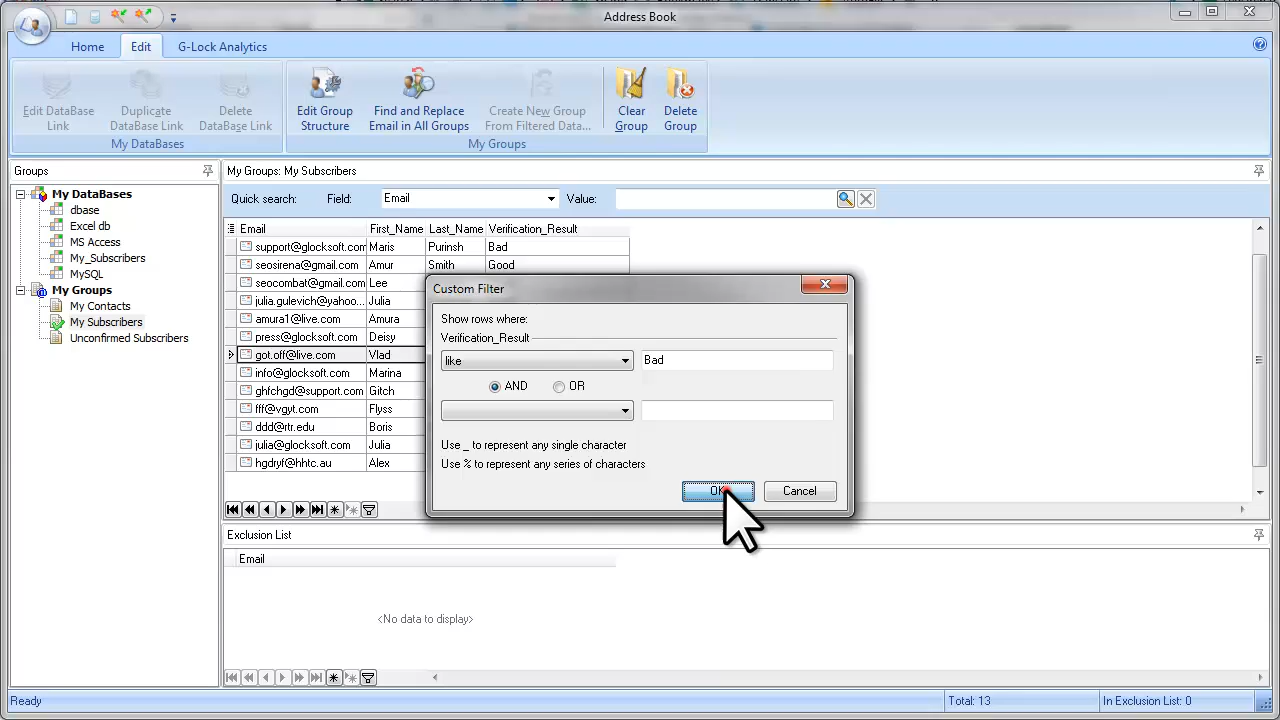 Address Book
Home Edit G-Lock Analytics
Edit DataBase Link
Duplicate DataBase Link
Delete DataBase Link
My DataBases
Edit Group Structure
Find and Replace Email in All Groups
Create New Group From Filtered Data...
Clear Group
Delete Group
My Groups
Groups
My DataBases
dbase
Excel db
MS Access
My_Subscribers
MySQL
My Groups
My Contacts
My Subscribers
Unconfirmed Subscribers
My Groups: My Subscribers
Quick search: Field: Email Value:
Email First_Name Last_Name Verification_Result
support@glocksoft.com Maris Purinsh Bad
seosirena@gmail.com Amur Smith Good
seocombat@gmail.com Lee
julia.gulevich@yahoo... Julia
amura1@live.com Amura
press@glocksoft.com Deisy
got.off@live.com Vlad
info@glocksoft.com Marina
ghfchgd@support.com Gitch
fff@vgyt.com Flyss
ddd@rtr.edu Boris
julia@glocksoft.com Julia
hgdryf@hhtc.au Alex
Custom Filter
Show rows where:
Verification_Result
like Bad
AND OR
Use _ to represent any single character
Use % to represent any series of characters
OK Cancel
Exclusion List
Email
<No data to display>
Ready Total: 13 In Exclusion List: 0